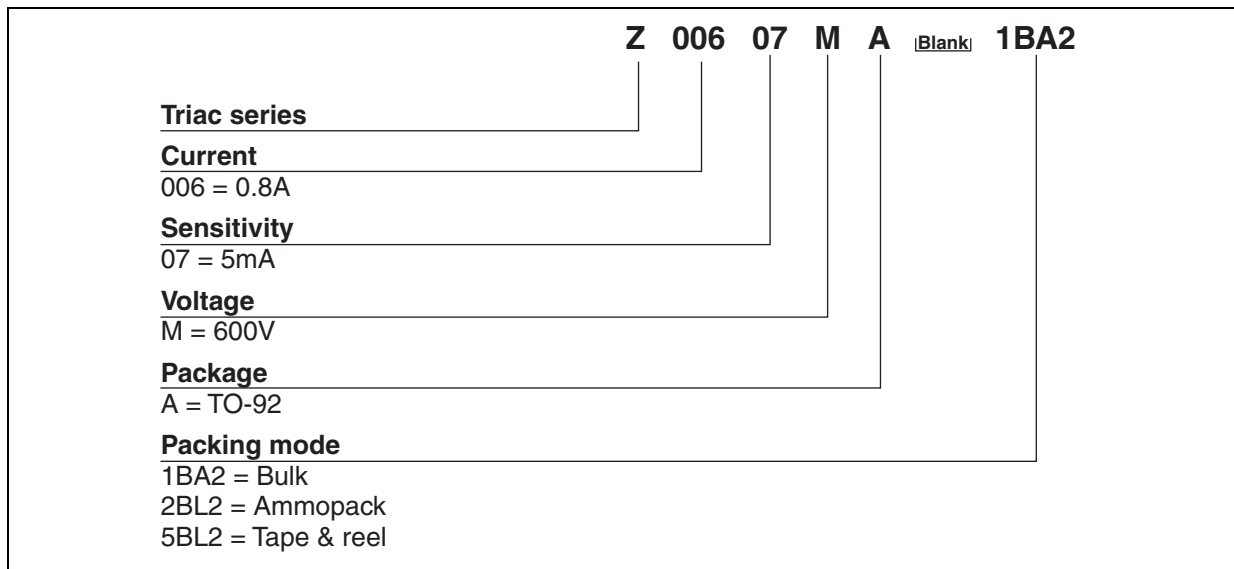 Z 006 07 M A Blank 1BA2
Triac series
Current
006 = 0.8A
Sensitivity
07 = 5mA
Voltage
M = 600V
Package
A = TO-92
Packing mode
1BA2 = Bulk
2BL2 = Ammopack
5BL2 = Tape & reel